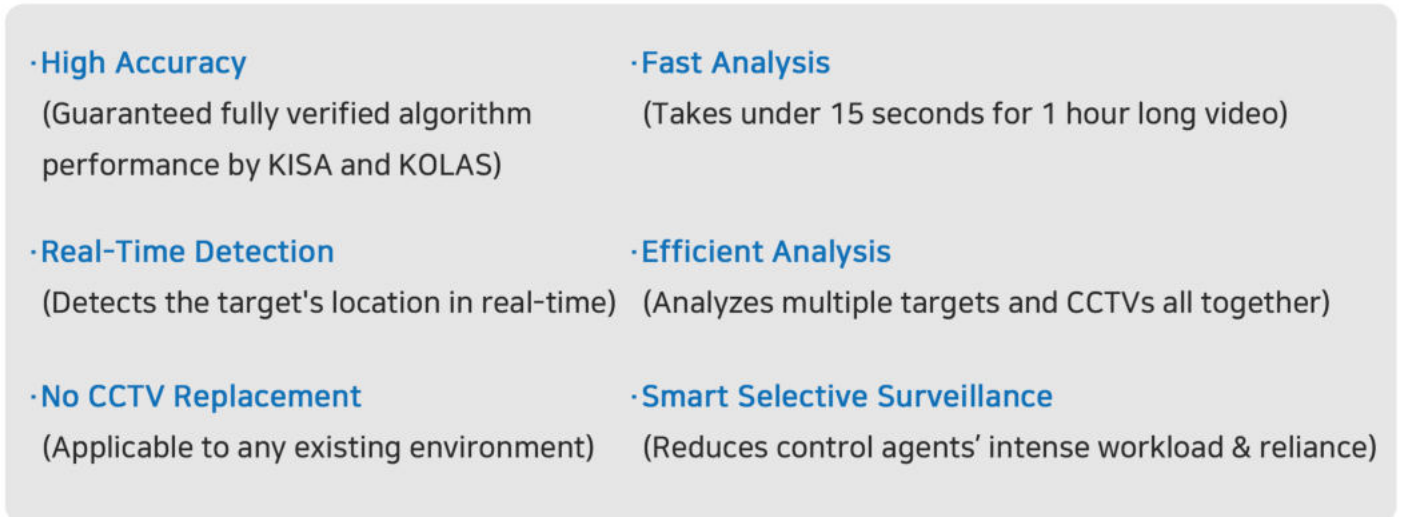 ·High Accuracy
(Guaranteed fully verified algorithm
performance by KISA and KOLAS)
·Fast Analysis
(Takes under 15 seconds for 1 hour long video)
·Real-Time Detection
(Detects the target's location in real-time)
·Efficient Analysis
(Analyzes multiple targets and CCTVs all together)
·No CCTV Replacement
(Applicable to any existing environment)
·Smart Selective Surveillance
(Reduces control agents’ intense workload & reliance)